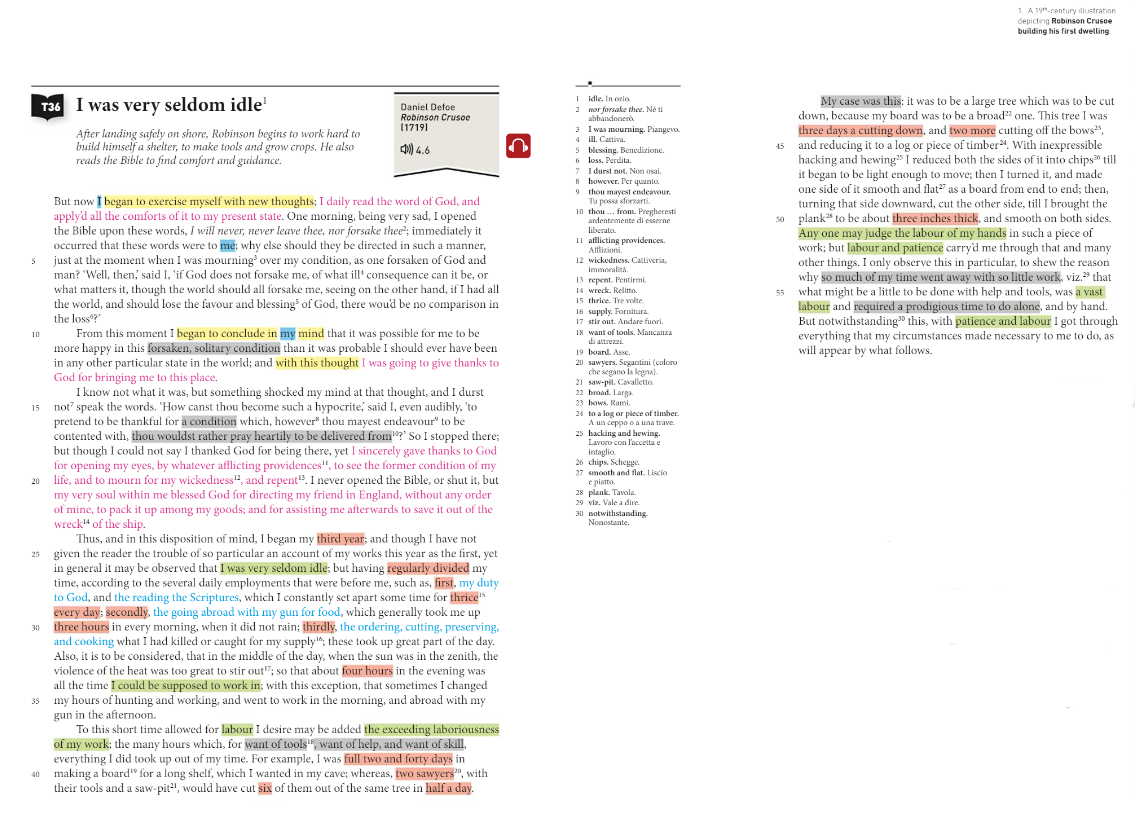 1 A 19th-century illustration
depicting Robinson Crusoe
building his first dwelling.
T36 I was very seldom idle1
After landing safely on shore, Robinson begins to work hard to
build himself a shelter, to make tools and grow crops. He also
reads the Bible to find comfort and guidance.
Daniel Defoe
Robinson Crusoe
(1719)
4.6
But now I began to exercise myself with new thoughts; I daily read the word of God, and
apply'd all the comforts of it to my present state. One morning, being very sad, I opened
the Bible upon these words, I will never, never leave thee, nor forsake thee2; immediately it
occurred that these words were to me; why else should they be directed in such a manner,
5 just at the moment when I was mourning3 over my condition, as one forsaken of God and
man? 'Well, then,' said I, 'if God does not forsake me, of what ill4 consequence can it be, or
what matters it, though the world should all forsake me, seeing on the other hand, if I had all
the world, and should lose the favour and blessing5 of God, there wou'd be no comparison in
the loss6?'
10 From this moment I began to conclude in my mind that it was possible for me to be
more happy in this forsaken, solitary condition than it was probable I should ever have been
in any other particular state in the world; and with this thought I was going to give thanks to
God for bringing me to this place.
I know not what it was, but something shocked my mind at that thought, and I durst
15 not7 speak the words. 'How canst thou become such a hypocrite,' said I, even audibly, 'to
pretend to be thankful for a condition which, however8 thou mayest endeavour9 to be
contented with, thou wouldst rather pray heartily to be delivered from10?' So I stopped there;
but though I could not say I thanked God for being there, yet I sincerely gave thanks to God
for opening my eyes, by whatever afflicting providences11, to see the former condition of my
20 life, and to mourn for my wickedness12, and repent13. I never opened the Bible, or shut it, but
my very soul within me blessed God for directing my friend in England, without any order
of mine, to pack it up among my goods; and for assisting me afterwards to save it out of the
wreck14 of the ship.
Thus, and in this disposition of mind, I began my third year; and though I have not
25 given the reader the trouble of so particular an account of my works this year as the first, yet
in general it may be observed that I was very seldom idle; but having regularly divided my
time, according to the several daily employments that were before me, such as, first, my duty
to God, and the reading the Scriptures, which I constantly set apart some time for thrice15
every day; secondly, the going abroad with my gun for food, which generally took me up
30 three hours in every morning, when it did not rain; thirdly, the ordering, cutting, preserving,
and cooking what I had killed or caught for my supply16; these took up great part of the day.
Also, it is to be considered, that in the middle of the day, when the sun was in the zenith, the
violence of the heat was too great to stir out17; so that about four hours in the evening was
all the time I could be supposed to work in; with this exception, that sometimes I changed
35 my hours of hunting and working, and went to work in the morning, and abroad with my
gun in the afternoon.
To this short time allowed for labour I desire may be added the exceeding laboriousness
of my work; the many hours which, for want of tools18, want of help, and want of skill,
everything I did took up out of my time. For example, I was full two and forty days in
40 making a board19 for a long shelf, which I wanted in my cave; whereas, two sawyers20, with
their tools and a saw-pit21, would have cut six of them out of the same tree in half a day.
1 idle. In ozio.
2 nor forsake thee. Né ti
abbandonerò.
3 I was mourning. Piangevo.
4 ill. Cattiva.
5 blessing. Benedizione.
6 loss. Perdita.
7 I durst not. Non osai.
8 however. Per quanto.
9 thou mayest endeavour.
Tu possa sforzarti.
10 thou … from. Pregheresti
ardentemente di esserne
liberato.
11 afflicting providences.
Afflizioni.
12 wickedness. Cattiveria,
immoralità.
13 repent. Pentirmi.
14 wreck. Relitto.
15 thrice. Tre volte.
16 supply. Fornitura.
17 stir out. Andare fuori.
18 want of tools. Mancanza
di attrezzi.
19 board. Asse.
20 sawyers. Segantini (coloro
che segano la legna).
21 saw-pit. Cavalletto.
22 broad. Larga.
23 bows. Rami.
24 to a log or piece of timber.
A un ceppo o a una trave.
25 hacking and hewing.
Lavoro con l'accetta e
intaglio.
26 chips. Schegge.
27 smooth and flat. Liscio
e piatto.
28 plank. Tavola.
29 viz. Vale a dire.
30 notwithstanding.
Nonostante.
My case was this: it was to be a large tree which was to be cut
down, because my board was to be a broad22 one. This tree I was
three days a cutting down, and two more cutting off the bows23,
45 and reducing it to a log or piece of timber24. With inexpressible
hacking and hewing25 I reduced both the sides of it into chips26 till
it began to be light enough to move; then I turned it, and made
one side of it smooth and flat27 as a board from end to end; then,
turning that side downward, cut the other side, till I brought the
50 plank28 to be about three inches thick, and smooth on both sides.
Any one may judge the labour of my hands in such a piece of
work; but labour and patience carry'd me through that and many
other things. I only observe this in particular, to shew the reason
why so much of my time went away with so little work, viz.29 that
55 what might be a little to be done with help and tools, was a vast
labour and required a prodigious time to do alone, and by hand.
But notwithstanding30 this, with patience and labour I got through
everything that my circumstances made necessary to me to do, as
will appear by what follows.